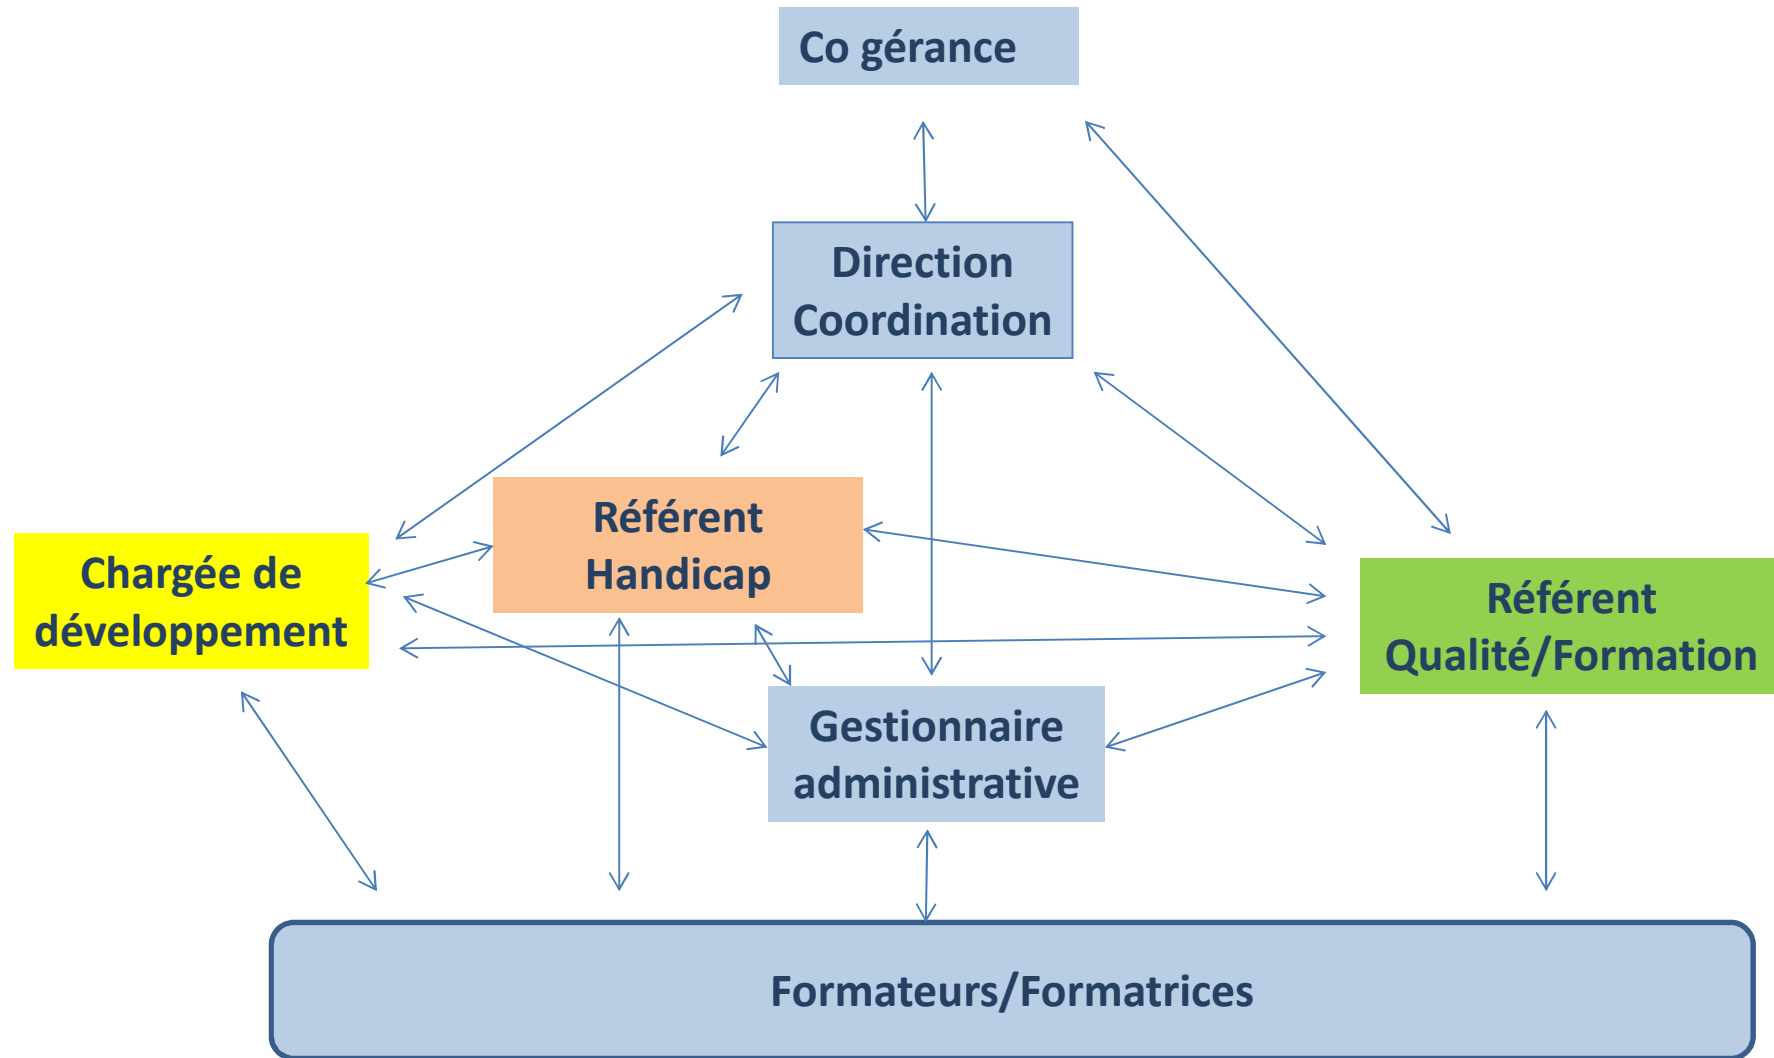 Co gérance
Direction
Coordination
Référent
Handicap
Chargée de
développement
Référent
Qualité/Formation
Gestionnaire
administrative
Formateurs/Formatrices